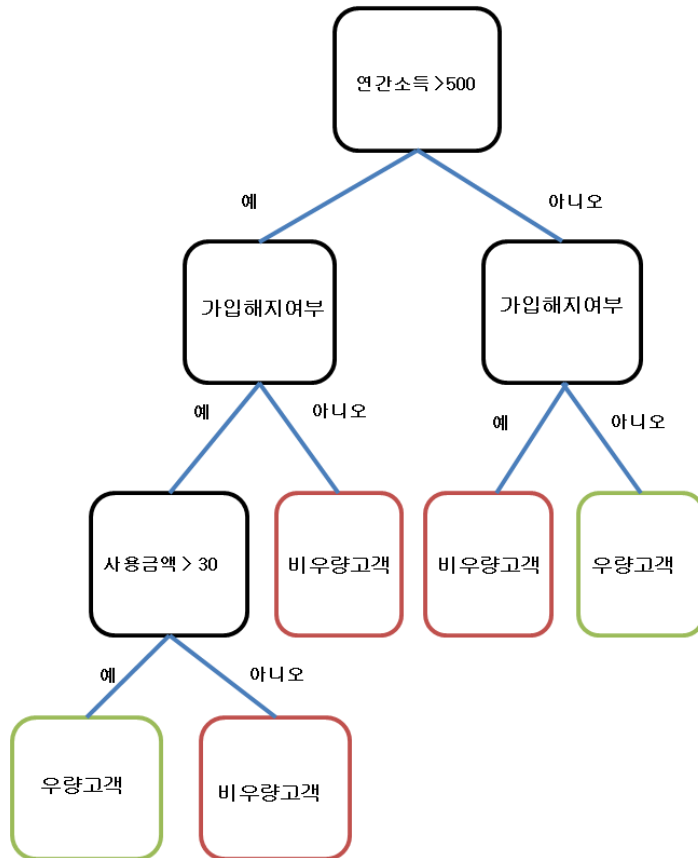 연간소득>500
예
아니오
가입해지여부
가입해지여부
예
아니오
예
아니오
사용금액 > 30
비우량고객
비우량고객
우량고객
예
아니오
우량고객
비우량고객